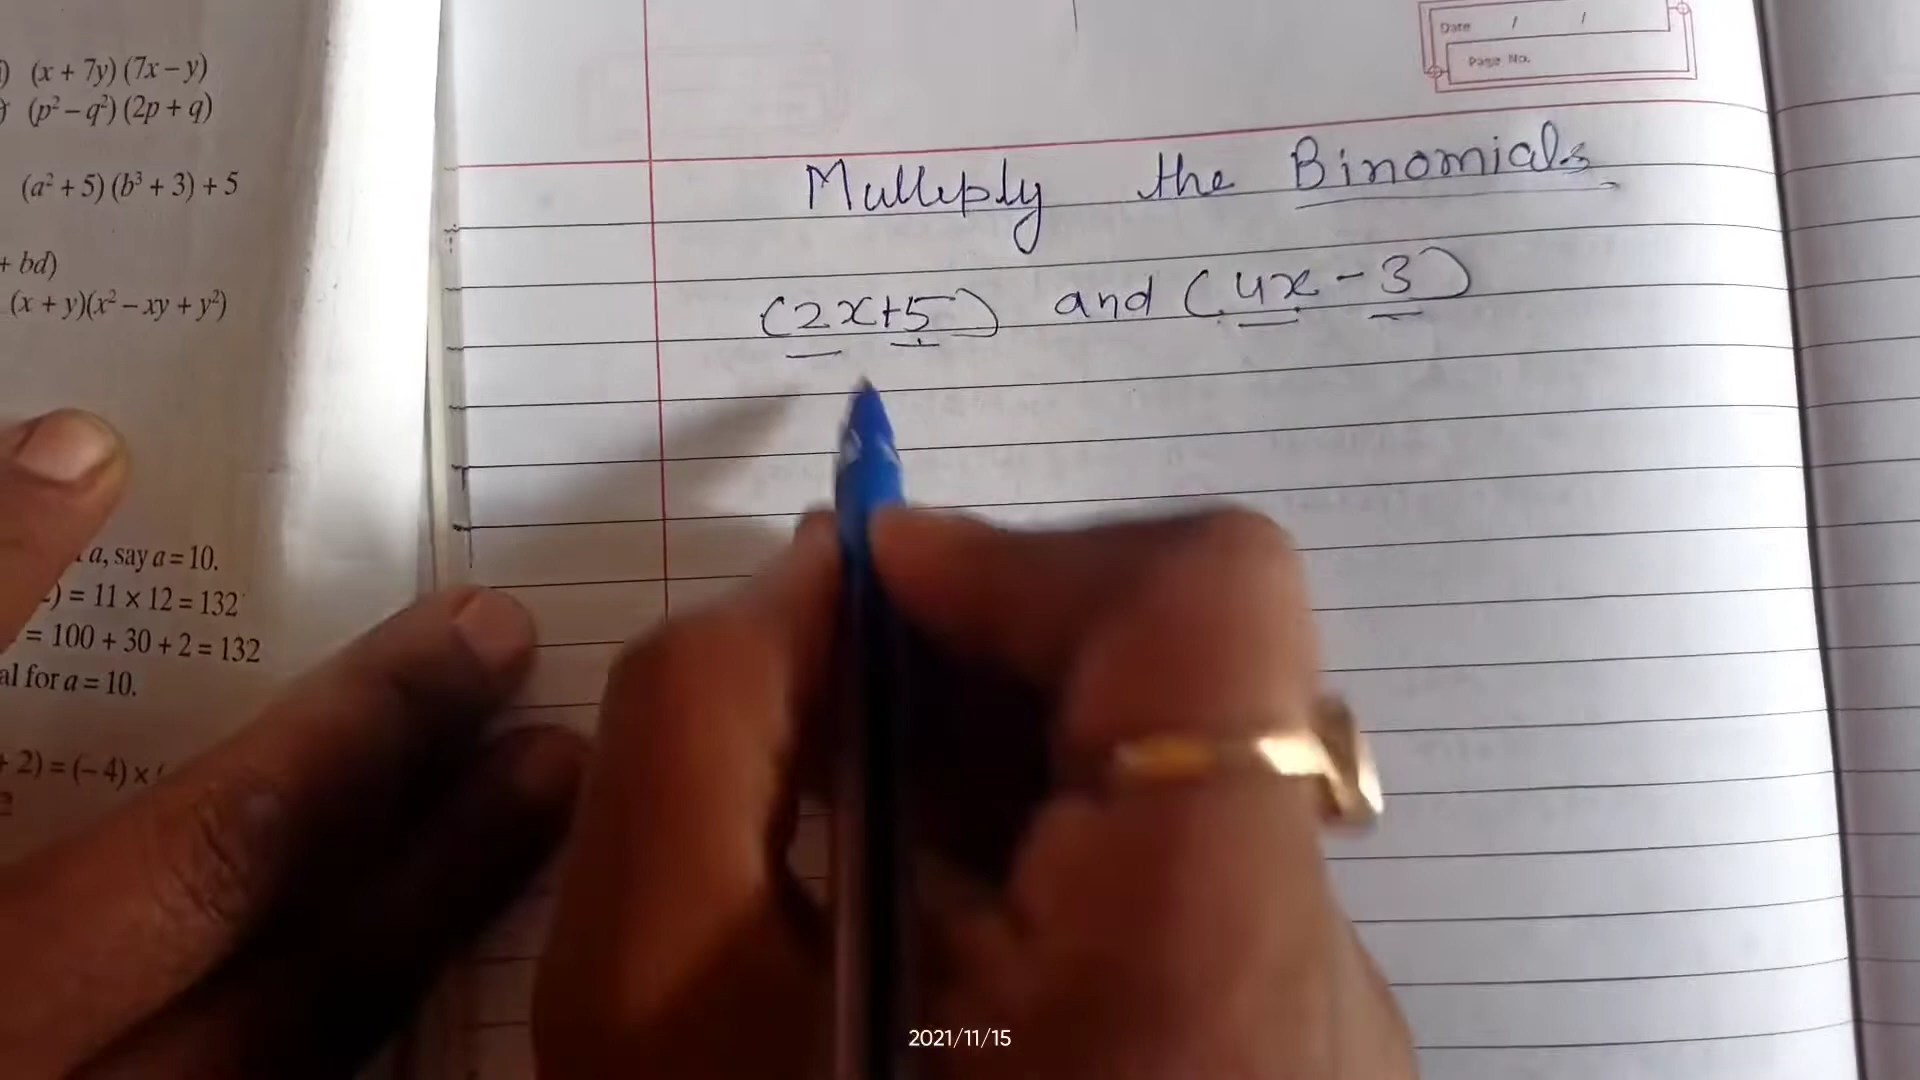 (x + 7y) (7x – y)
(p² – q²) (2p + q)
(a² + 5) (b³ + 3) + 5
+ bd)
(x + y)(x² – xy + y²)
a, say a = 10.
) = 11 × 12 = 132
= 100 + 30 + 2 = 132
al for a = 10.
+ 2) = (– 4) ×
Date / /
Page No.
Multiply the Binomials
(2x+5) and (4x - 3)
2021/11/15